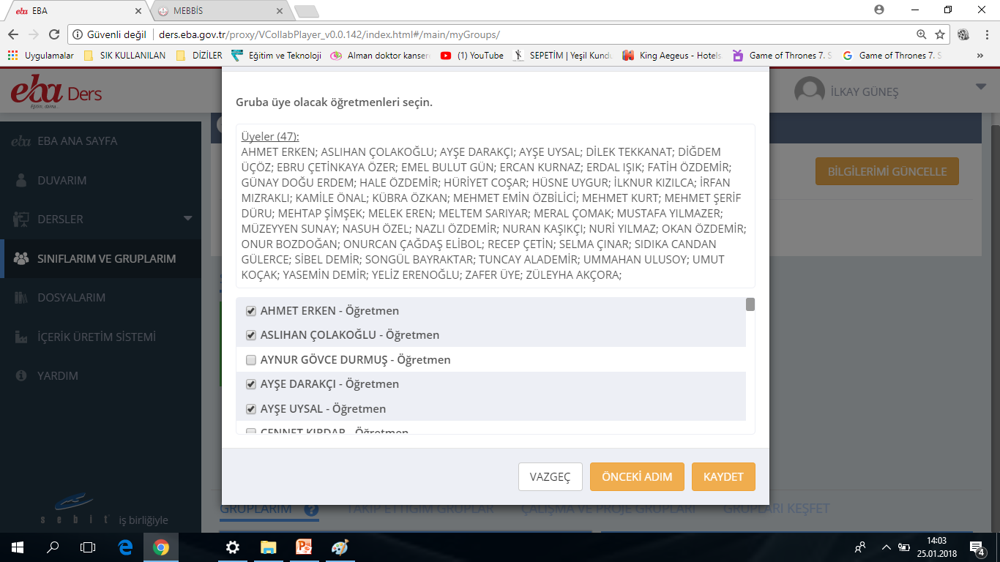 EBA
MEBBİS
Güvenli değil
ders.eba.gov.tr/proxy/VCollabPlayer_v0.0.142/index.html#/main/myGroups/
Uygulamalar
SIK KULLANILAN
DİZİLER
Eğitim ve Teknoloji
Alman doktor kanser
(1) YouTube
SEPETİM | Yeşil Kund
King Aegeus - Hotels
Game of Thrones 7. S
Game of Thrones 7. S
»
eba Ders
Eğitim, daima...
İLKAY GÜNEŞ
eba EBA ANA SAYFA
DUVARIM
DERSLER
SINIFLARIM VE GRUPLARIM
DOSYALARIM
İÇERİK ÜRETİM SİSTEMİ
YARDIM
sebit iş birliğiyle
BİLGİLERİMİ GÜNCELLE
Gruba üye olacak öğretmenleri seçin.
Üyeler (47):
AHMET ERKEN; ASLIHAN ÇOLAKOĞLU; AYŞE DARAKÇI; AYŞE UYSAL; DİLEK TEKKANAT; DİĞDEM
ÜÇÖZ; EBRU ÇETİNKAYA ÖZER; EMEL BULUT GÜN; ERCAN KURNAZ; ERDAL IŞIK; FATİH ÖZDEMİR;
GÜNAY DOĞU ERDEM; HALE ÖZDEMİR; HÜRİYET COŞAR; HÜSNE UYGUR; İLKNUR KIZILCA; İRFAN
MIZRAKLI; KAMİLE ÖNAL; KÜBRA ÖZKAN; MEHMET EMİN ÖZBİLİCİ; MEHMET KURT; MEHMET ŞERİF
DÜRU; MEHTAP ŞİMŞEK; MELEK EREN; MELTEM SARIYAR; MERAL ÇOMAK; MUSTAFA YILMAZER;
MÜZEYYEN SUNAY; NASUH ÖZEL; NAZLI ÖZDEMİR; NURAN KAŞIKÇI; NURİ YILMAZ; OKAN ÖZDEMİR;
ONUR BOZDOĞAN; ONURCAN ÇAĞDAŞ ELİBOL; RECEP ÇETİN; SELMA ÇINAR; SIDIKA CANDAN
GÜLERCE; SİBEL DEMİR; SONGÜL BAYRAKTAR; TUNCAY ALADEMİR; UMMAHAN ULUSOY; UMUT
KOÇAK; YASEMİN DEMİR; YELİZ ERENOĞLU; ZAFER ÜYE; ZÜLEYHA AKÇORA;
AHMET ERKEN - Öğretmen
ASLIHAN ÇOLAKOĞLU - Öğretmen
AYNUR GÖVCE DURMUŞ - Öğretmen
AYŞE DARAKÇI - Öğretmen
AYŞE UYSAL - Öğretmen
CENNET KIRDAR - Öğretmen
VAZGEÇ
ÖNCEKİ ADIM
KAYDET
GRUPLARIM ?
TAKİP ETTİĞİM GRUPLAR
ÇALIŞMA VE PROJE GRUPLARI
GRUPLARI KEŞFET
14:03
25.01.2018
4